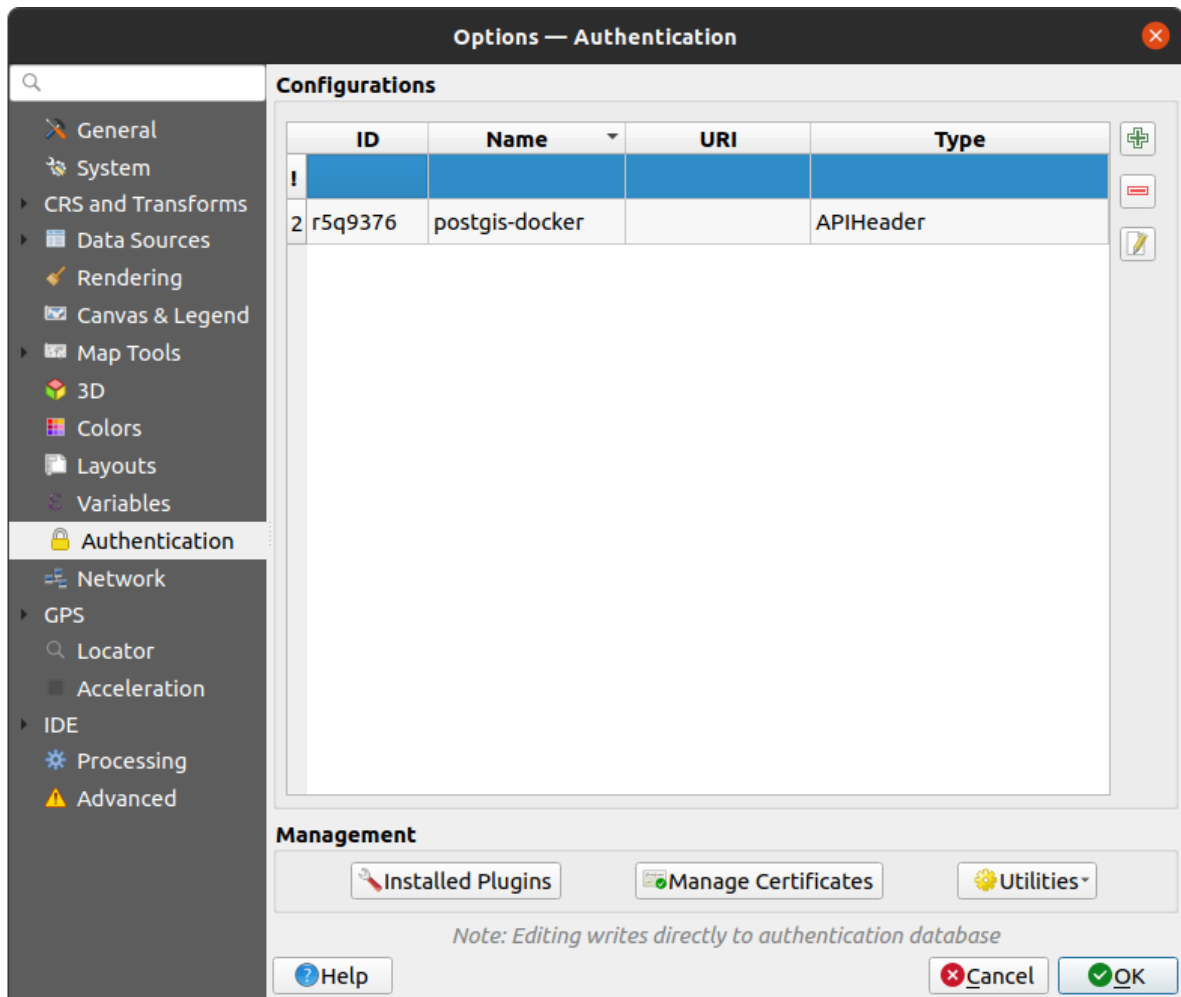 Options — Authentication
Configurations
General
System
CRS and Transforms
Data Sources
Rendering
Canvas & Legend
Map Tools
3D
Colors
Layouts
Variables
Authentication
Network
GPS
Locator
Acceleration
IDE
Processing
Advanced
ID Name URI Type
!
2 r5q9376 postgis-docker APIHeader
Management
Installed Plugins Manage Certificates Utilities
Note: Editing writes directly to authentication database
Help Cancel OK